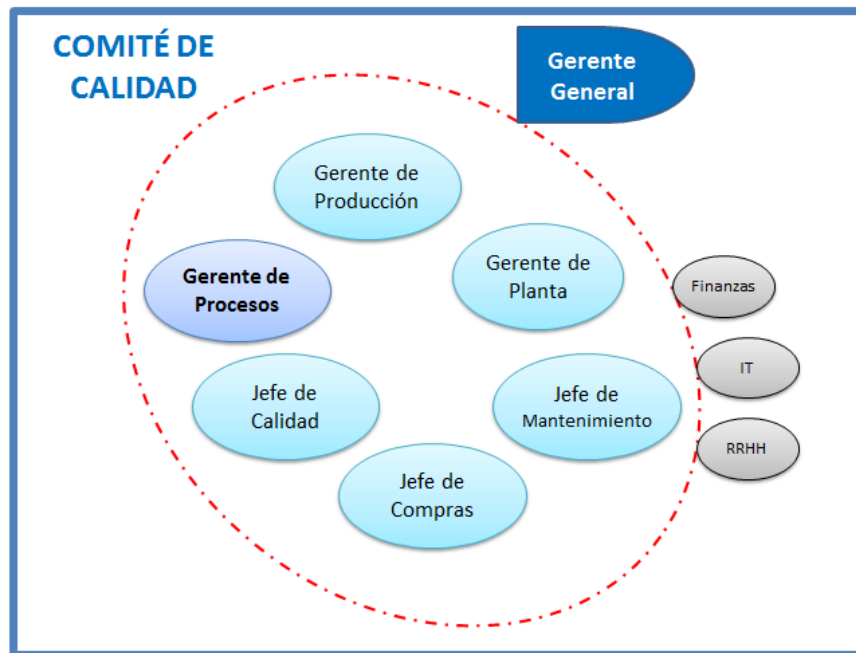 COMITÉ DE
CALIDAD
Gerente
General
Gerente de
Producción
Gerente de
Procesos
Gerente de
Planta
Finanzas
IT
Jefe de
Calidad
Jefe de
Mantenimiento
RRHH
Jefe de
Compras